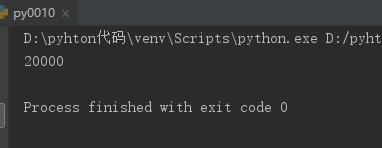 py0010
D:\pyhton代码\venv\Scripts\python.exe D:/pyht
20000
Process finished with exit code 0